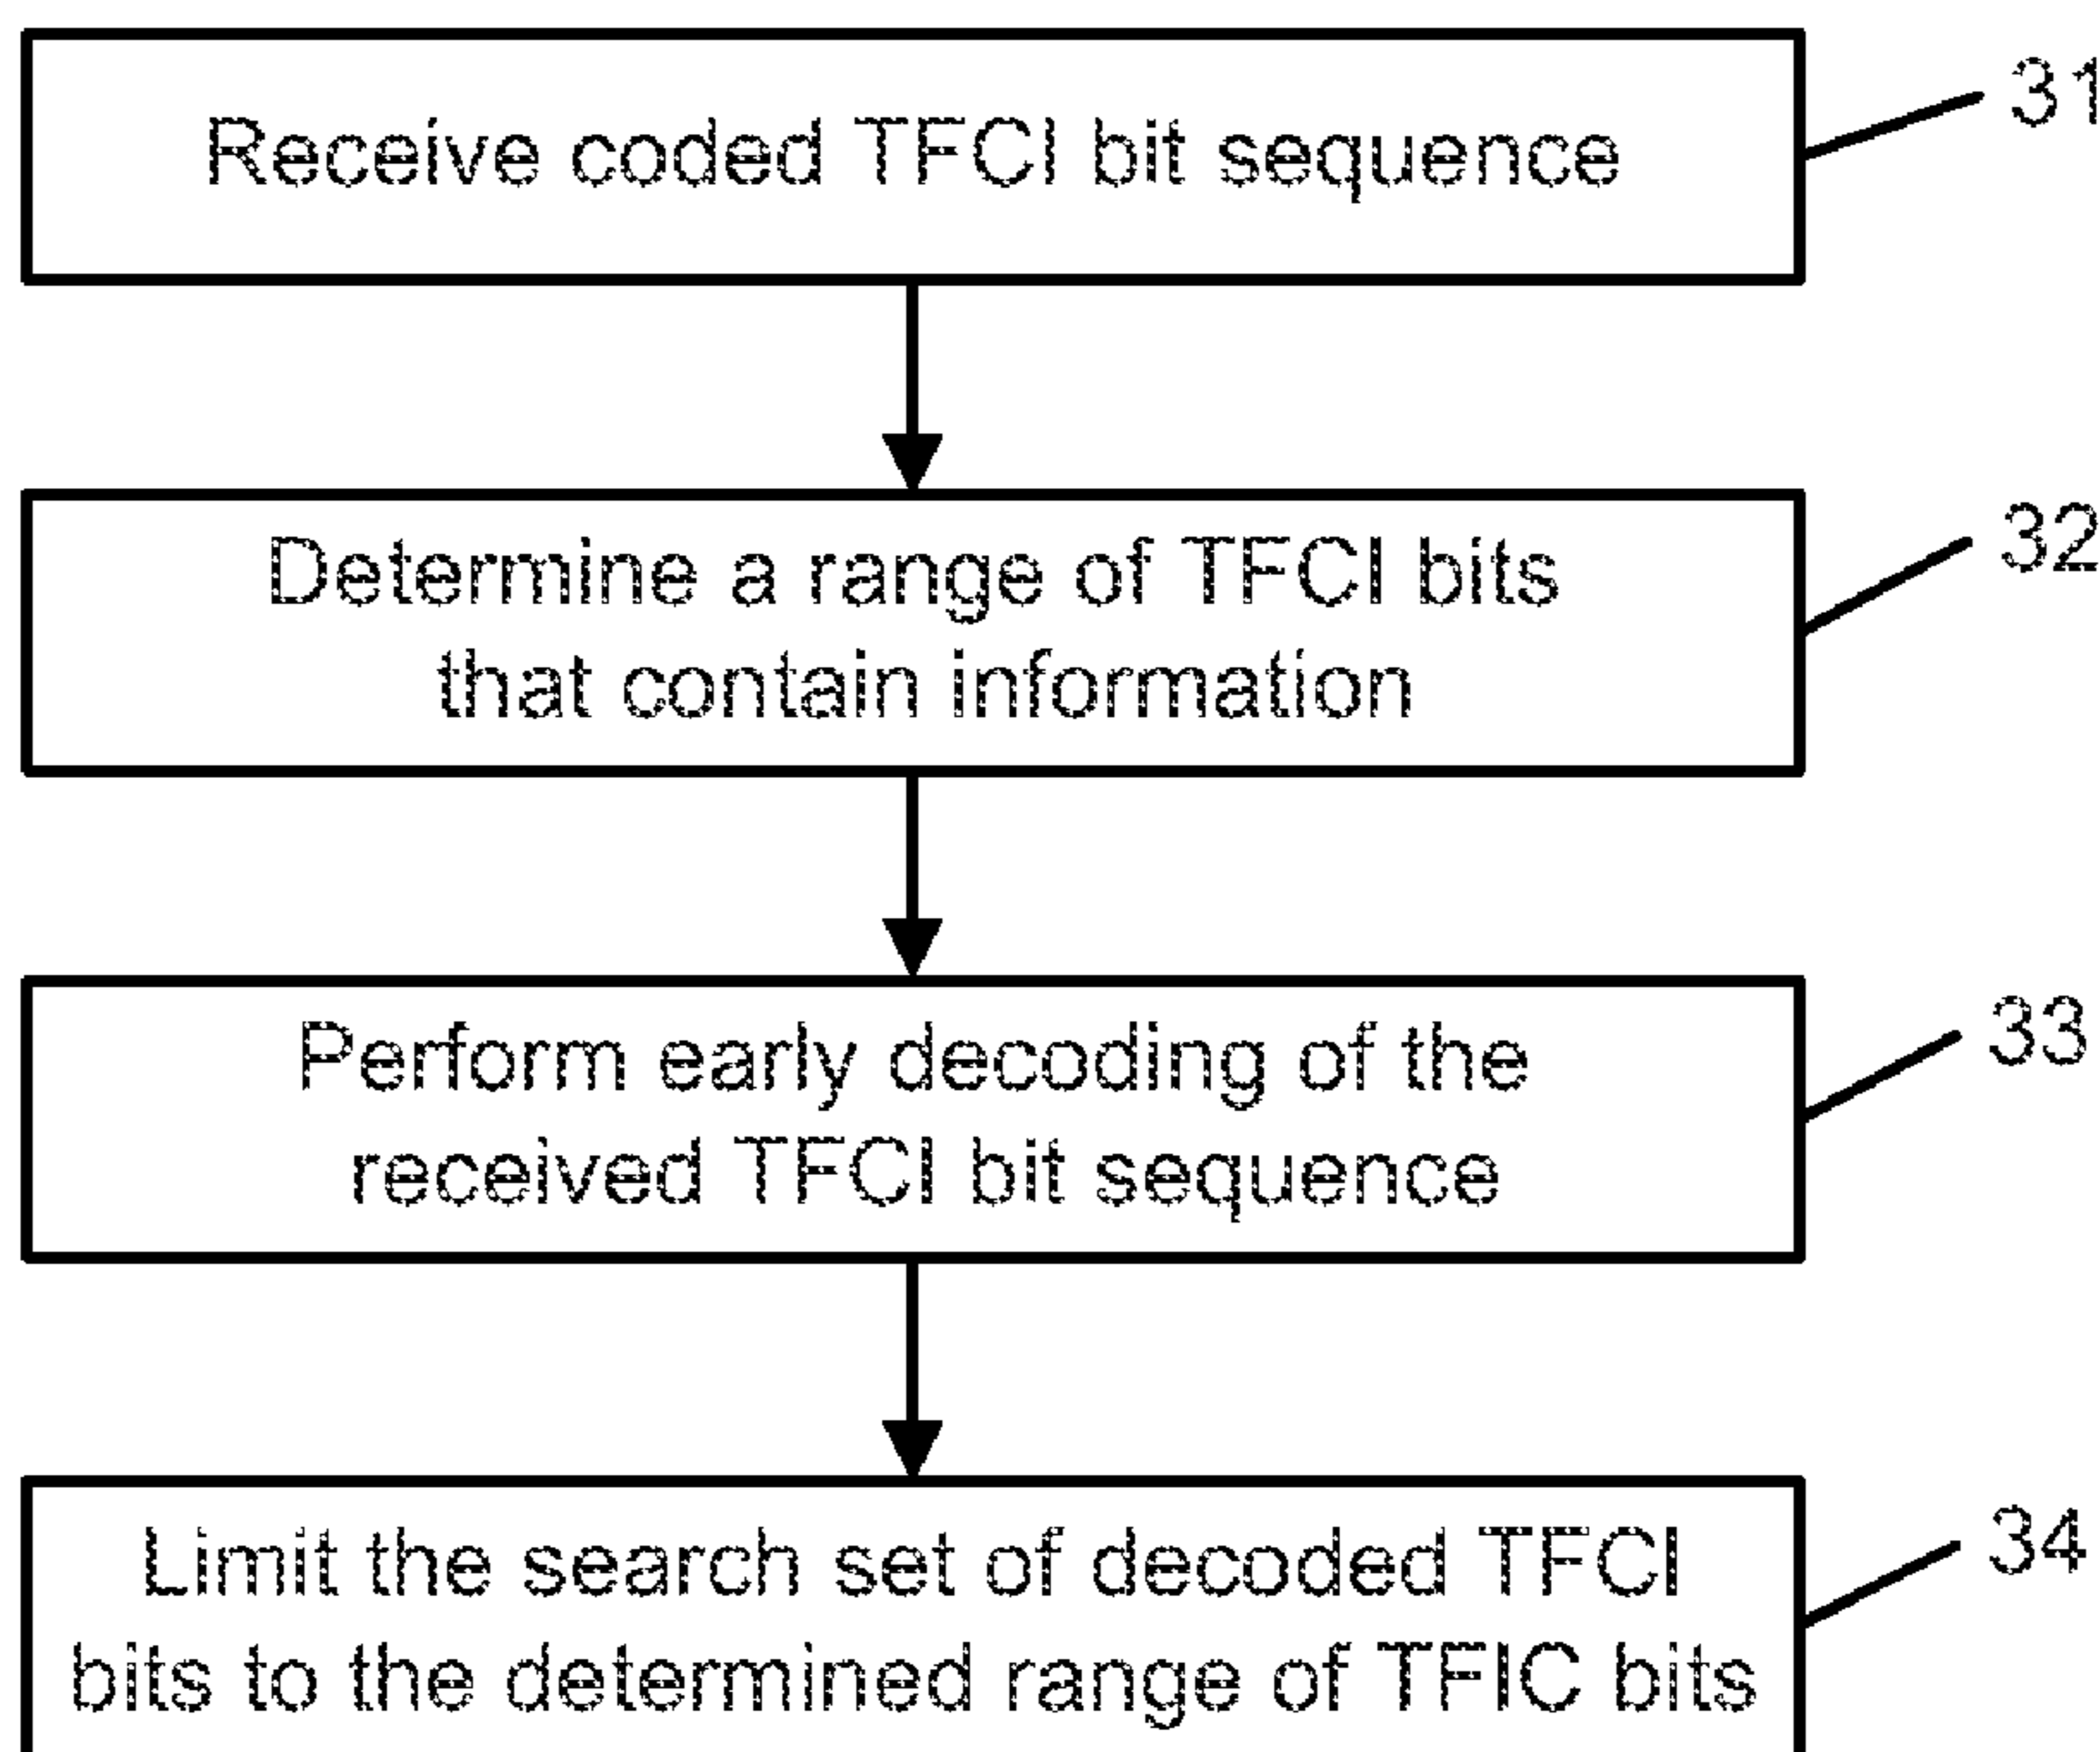 Receive coded TFCI bit sequence
31
Determine a range of TFCI bits
that contain information
32
Perform early decoding of the
received TFCI bit sequence
33
Limit the search set of decoded TFCI
bits to the determined range of TFIC bits
34